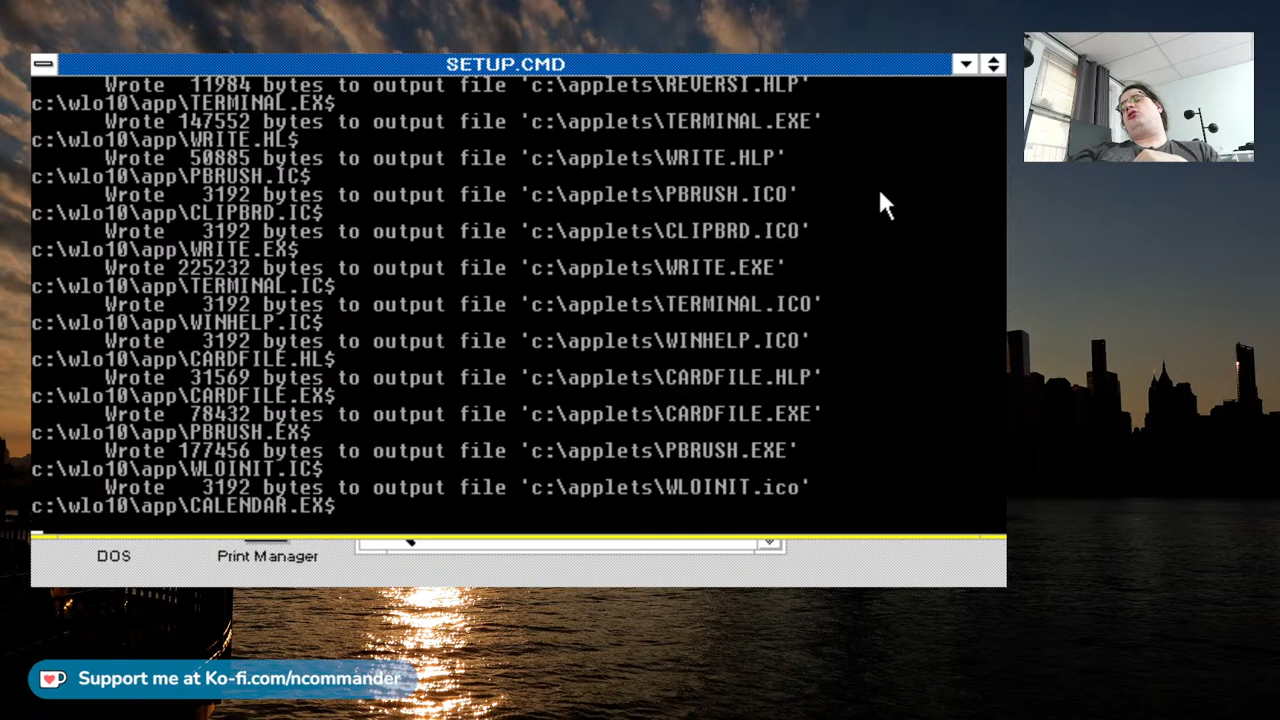 SETUP.CMD
Wrote 11984 bytes to output file 'c:\applets\REVERSI.HLP'
c:\wlo10\app\TERMINAL.EX$
Wrote 147552 bytes to output file 'c:\applets\TERMINAL.EXE'
c:\wlo10\app\WRITE.HL$
Wrote 50885 bytes to output file 'c:\applets\WRITE.HLP'
c:\wlo10\app\PBRUSH.IC$
Wrote 3192 bytes to output file 'c:\applets\PBRUSH.ICO'
c:\wlo10\app\CLIPBRD.IC$
Wrote 3192 bytes to output file 'c:\applets\CLIPBRD.ICO'
c:\wlo10\app\WRITE.EX$
Wrote 225232 bytes to output file 'c:\applets\WRITE.EXE'
c:\wlo10\app\TERMINAL.IC$
Wrote 3192 bytes to output file 'c:\applets\TERMINAL.ICO'
c:\wlo10\app\WINHELP.IC$
Wrote 3192 bytes to output file 'c:\applets\WINHELP.ICO'
c:\wlo10\app\CARDFILE.HL$
Wrote 31569 bytes to output file 'c:\applets\CARDFILE.HLP'
c:\wlo10\app\CARDFILE.EX$
Wrote 78432 bytes to output file 'c:\applets\CARDFILE.EXE'
c:\wlo10\app\PBRUSH.EX$
Wrote 177456 bytes to output file 'c:\applets\PBRUSH.EXE'
c:\wlo10\app\WLOINIT.IC$
Wrote 3192 bytes to output file 'c:\applets\WLOINIT.ico'
c:\wlo10\app\CALENDAR.EX$
DOS Print Manager
Support me at Ko-fi.com/ncommander